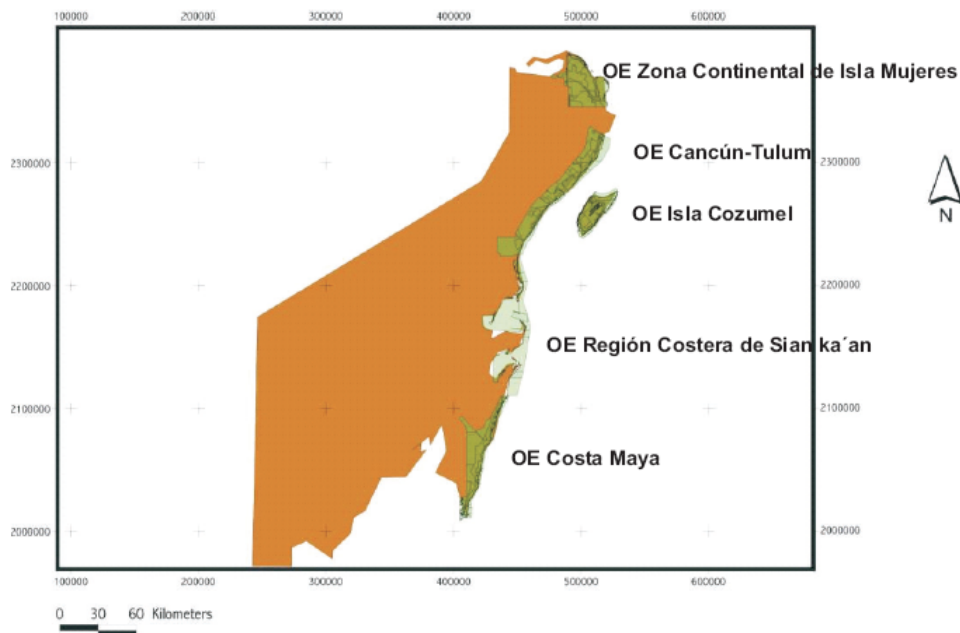 100000 200000 300000 400000 500000 600000
OE Zona Continental de Isla Mujeres
OE Cancún-Tulum
2300000 2300000
OE Isla Cozumel
N
2200000 2200000
OE Región Costera de Sian ka´an
2100000 2100000
OE Costa Maya
2000000 2000000
100000 200000 300000 400000 500000 600000
0 30 60 Kilometers